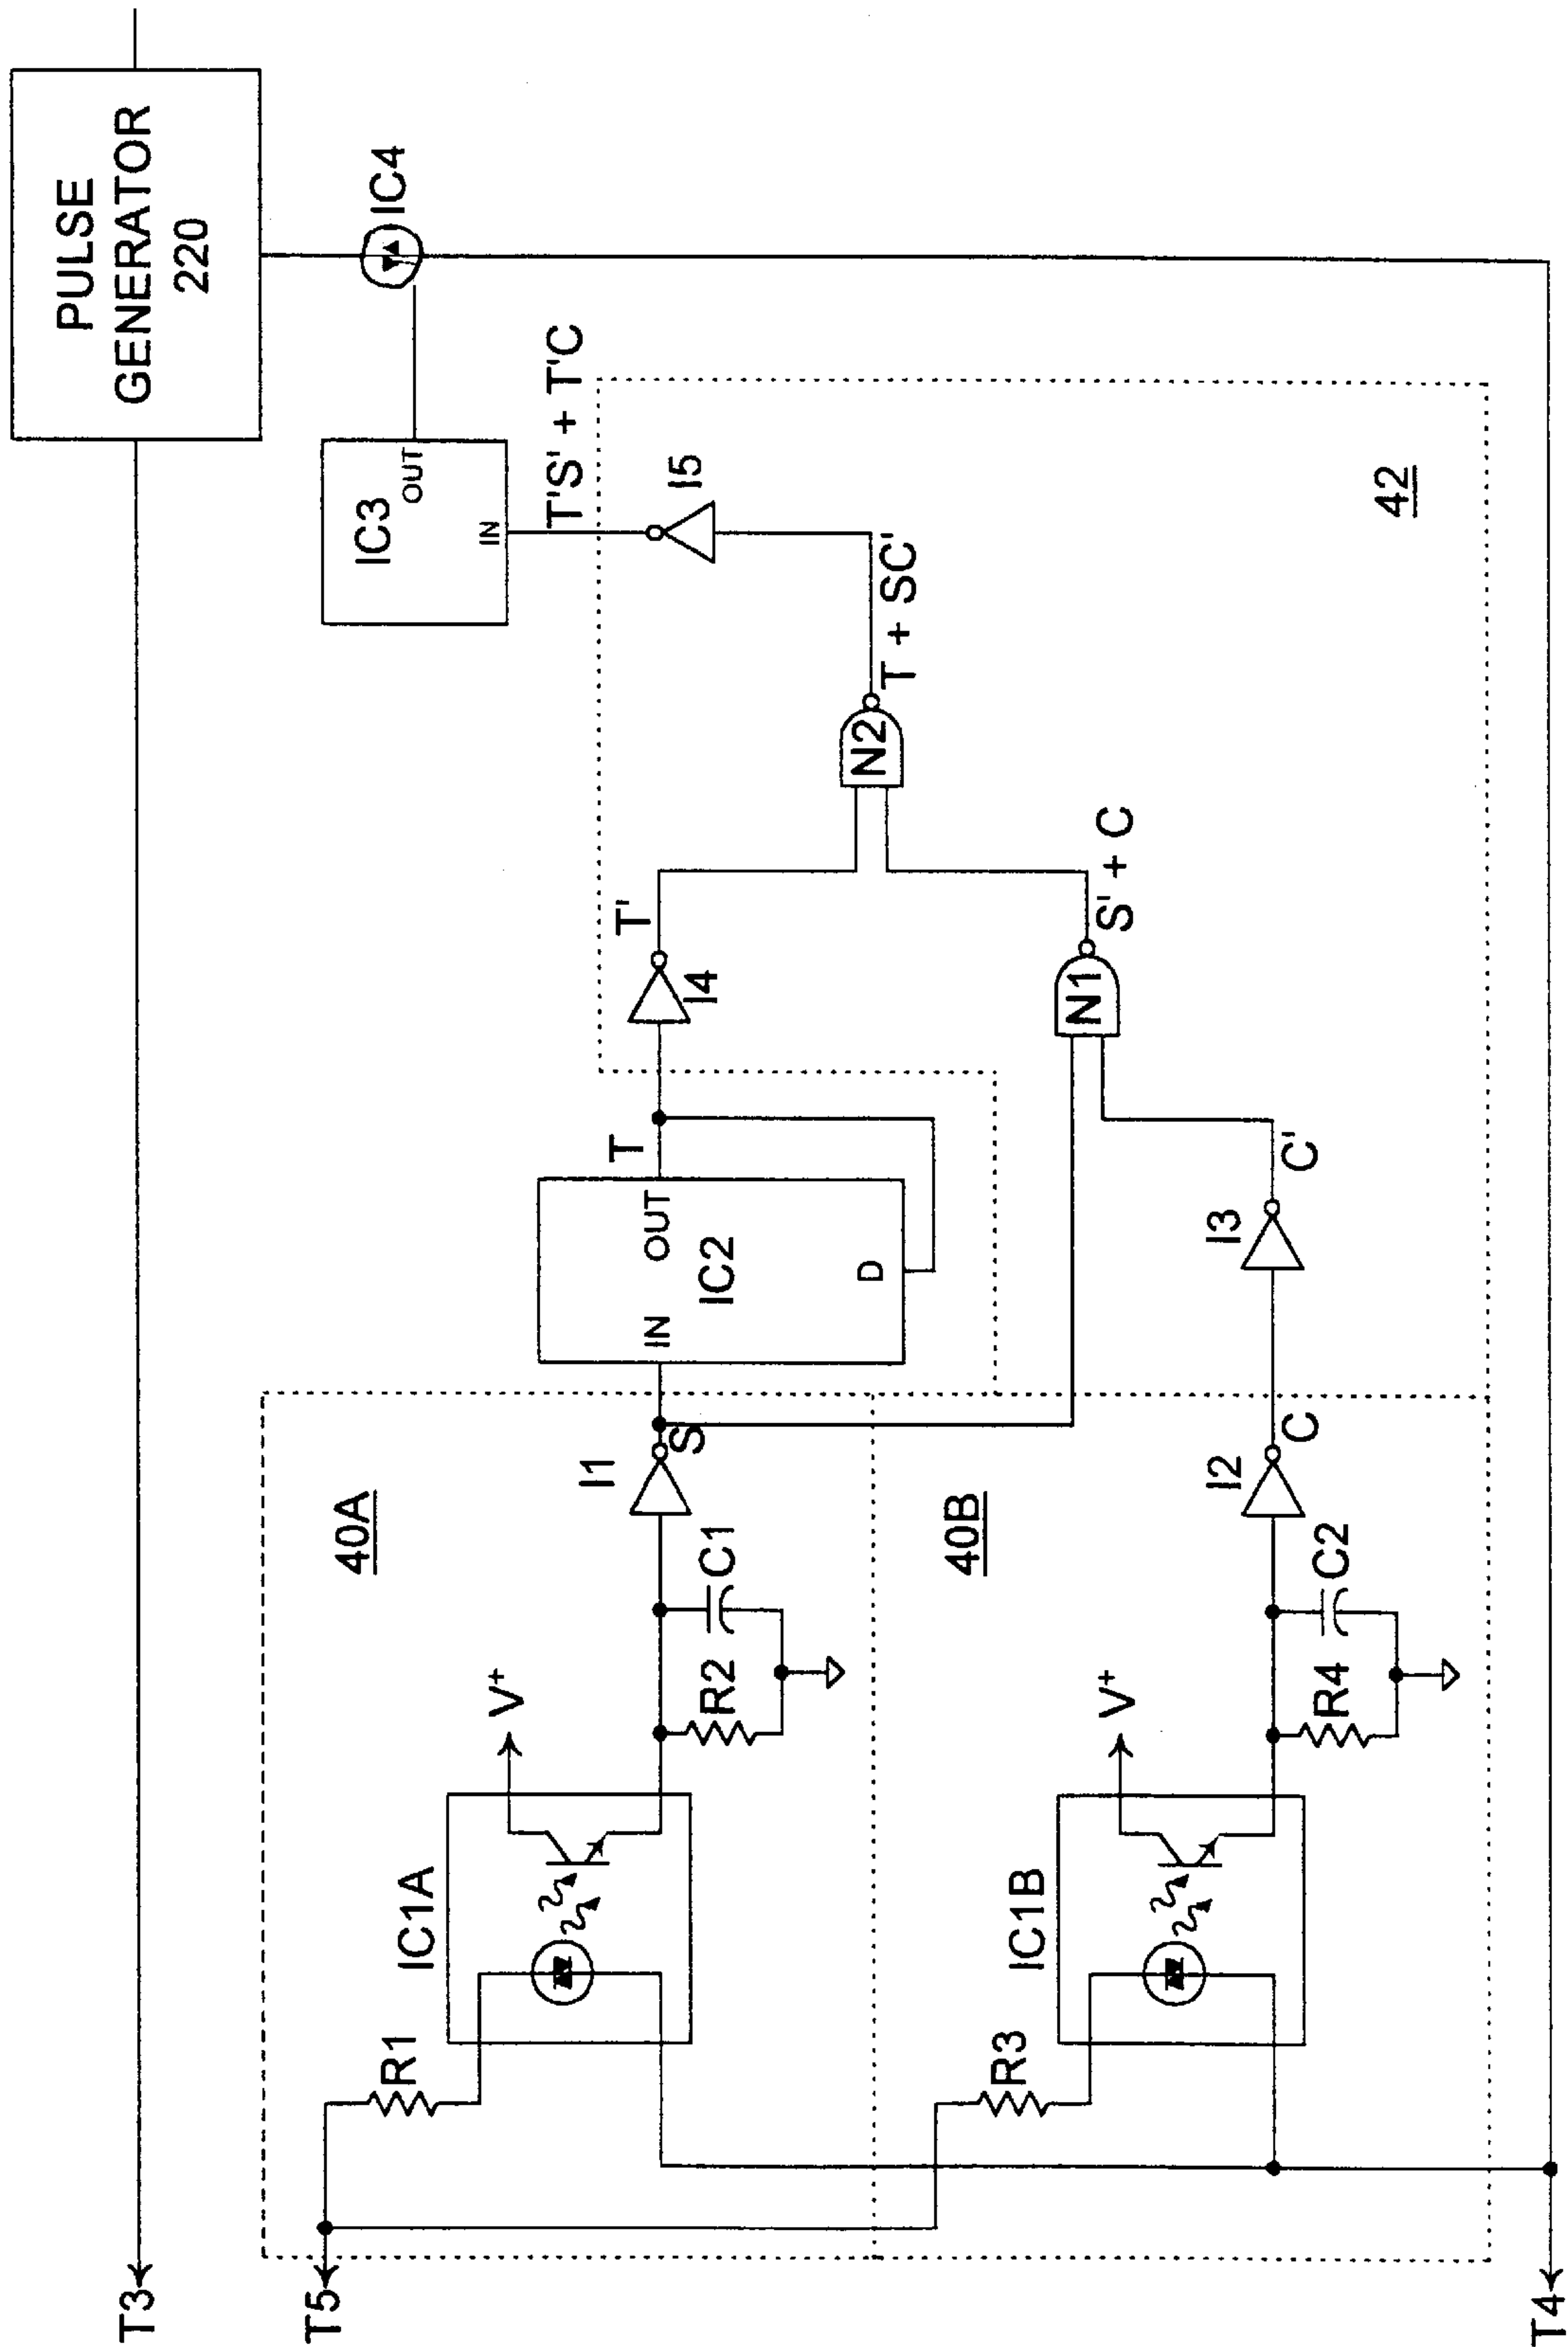 PULSE
GENERATOR
220
IC4
T3
IC3
OUT
IN
T'S' + T'C
I5
42
T + SC'
N2
T'
I4
S' + C
N1
T
OUT
IN
IC2
D
C'
I3
T5
40A
I1
S
R1
IC1A
V+
R2
C1
40B
I2
C
R3
IC1B
V+
R4
C2
T4